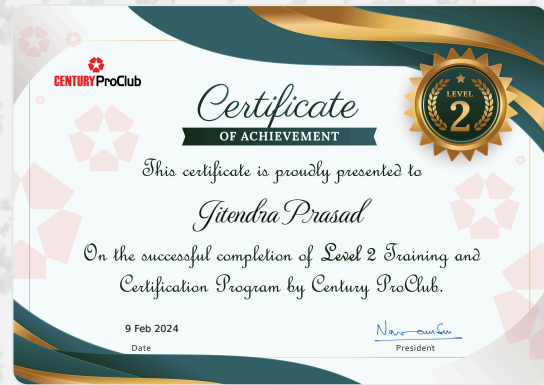 CENTURY ProClub
Certificate
OF ACHIEVEMENT
LEVEL
2
This certificate is proudly presented to
Jitendra Prasad
On the successful completion of Level 2 Training and
Certification Program by Century ProClub.
9 Feb 2024
Date
President